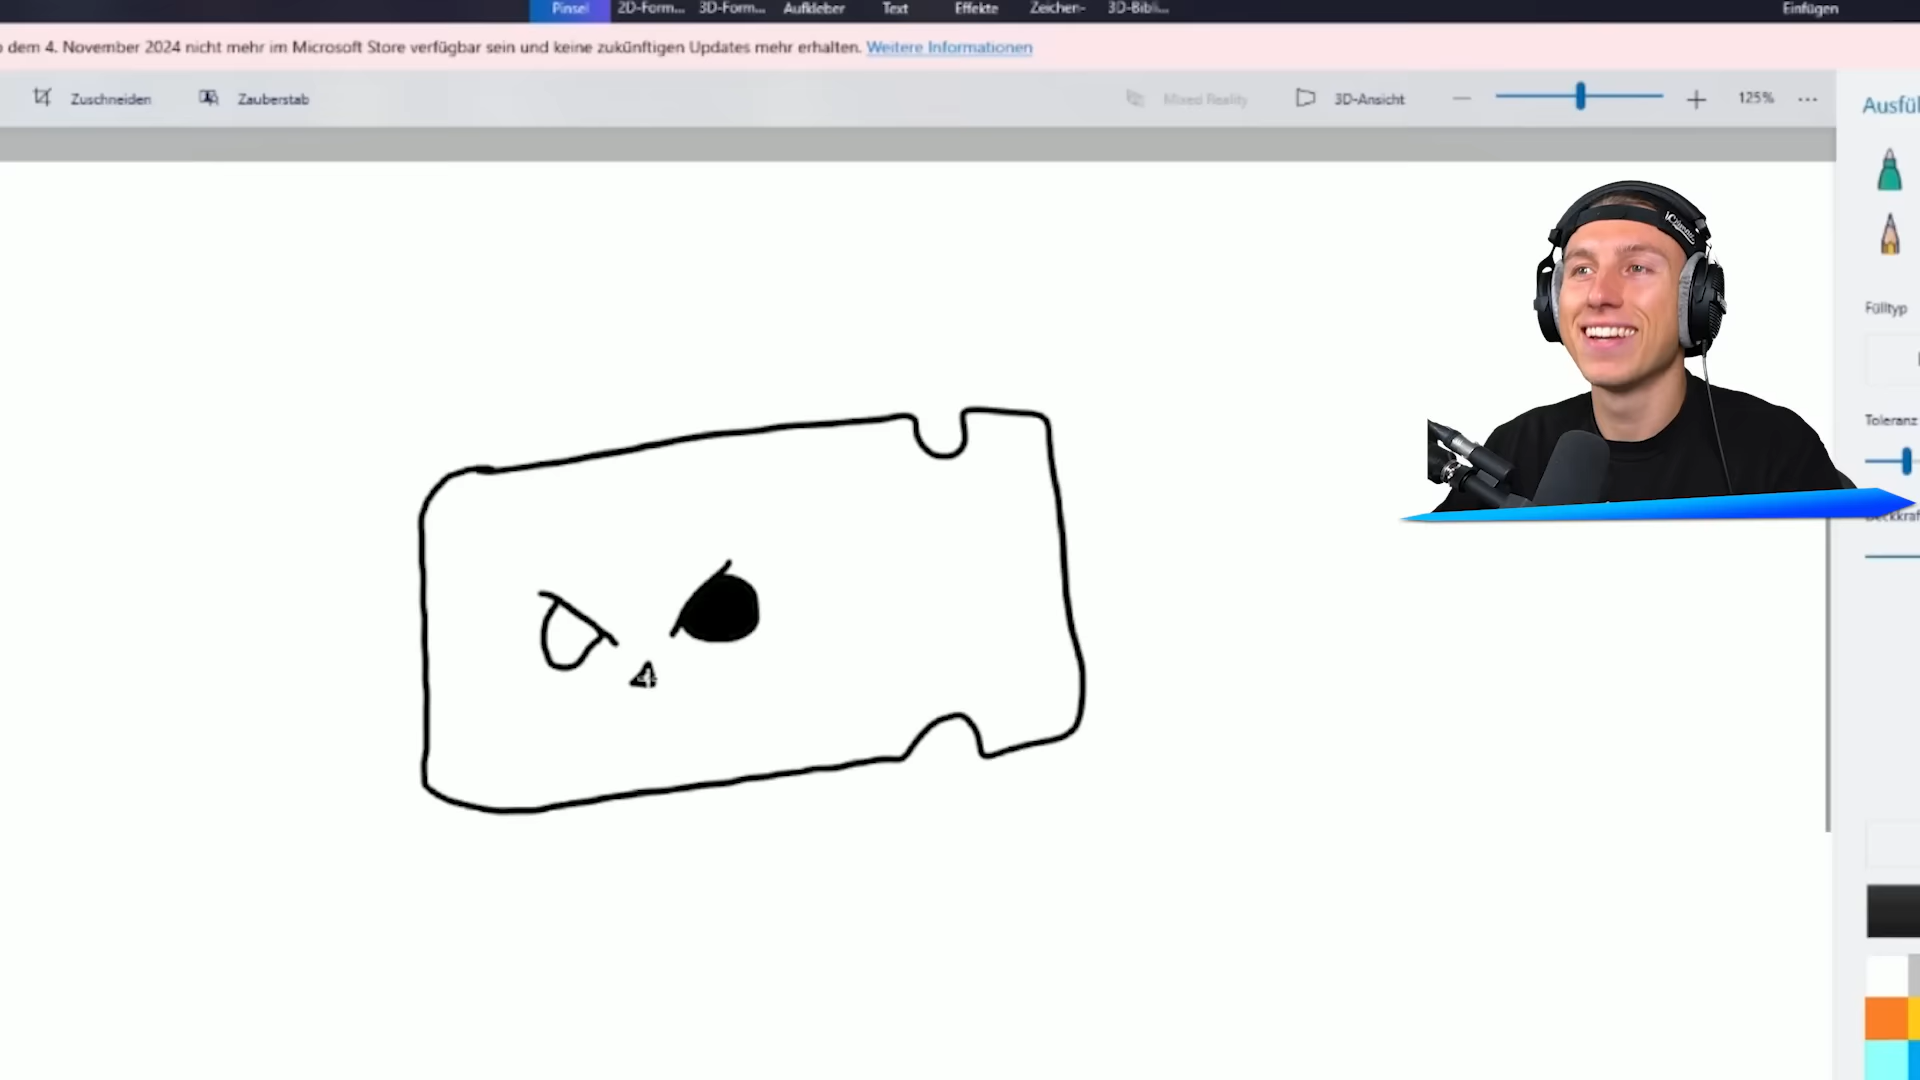 Pinsel 2D-Form... 3D-Form... Aufkleber Text Effekte Zeichen- 3D-Bibli... Einfügen
dem 4. November 2024 nicht mehr im Microsoft Store verfügbar sein und keine zukünftigen Updates mehr erhalten. Weitere Informationen
Zuschneiden Zauberstab Mixed Reality 3D-Ansicht 125% ...
Ausfül
Fülltyp
Toleranz